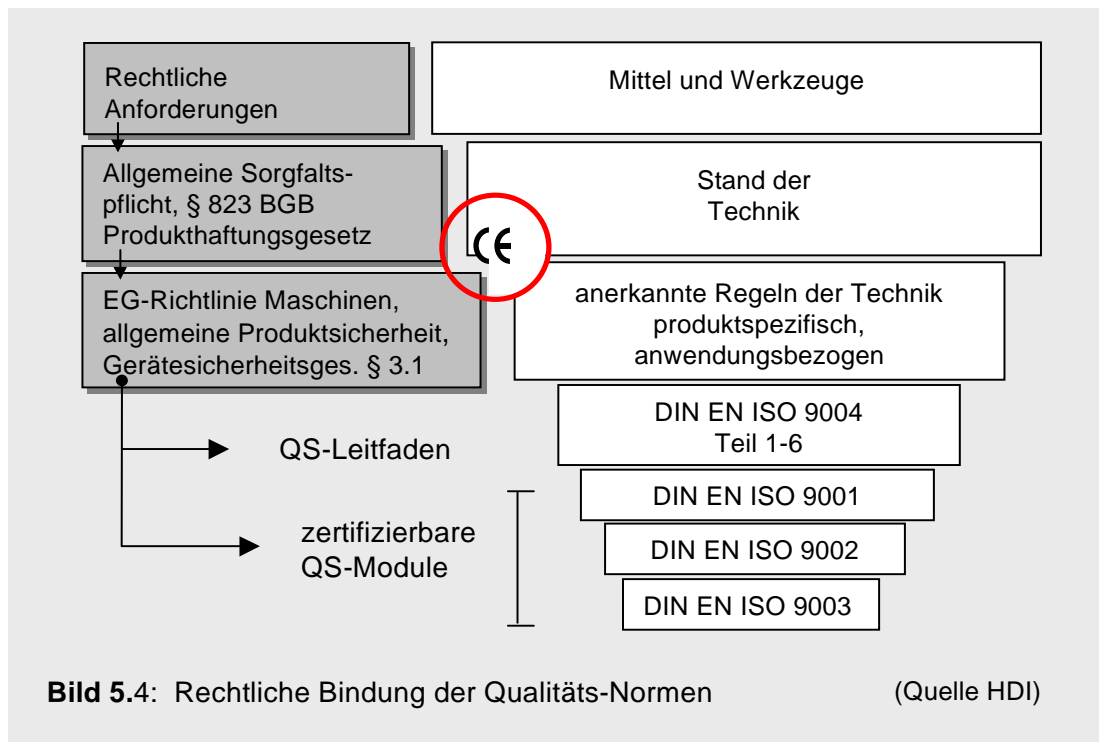 Rechtliche
Anforderungen
Mittel und Werkzeuge
Allgemeine Sorgfalts-
pflicht, § 823 BGB
Produkthaftungsgesetz
Stand der
Technik
CE
EG-Richtlinie Maschinen,
allgemeine Produktsicherheit,
Gerätesicherheitsges. § 3.1
anerkannte Regeln der Technik
produktspezifisch,
anwendungsbezogen
DIN EN ISO 9004
Teil 1-6
QS-Leitfaden
DIN EN ISO 9001
zertifizierbare
QS-Module
DIN EN ISO 9002
DIN EN ISO 9003
Bild 5.4: Rechtliche Bindung der Qualitäts-Normen (Quelle HDI)